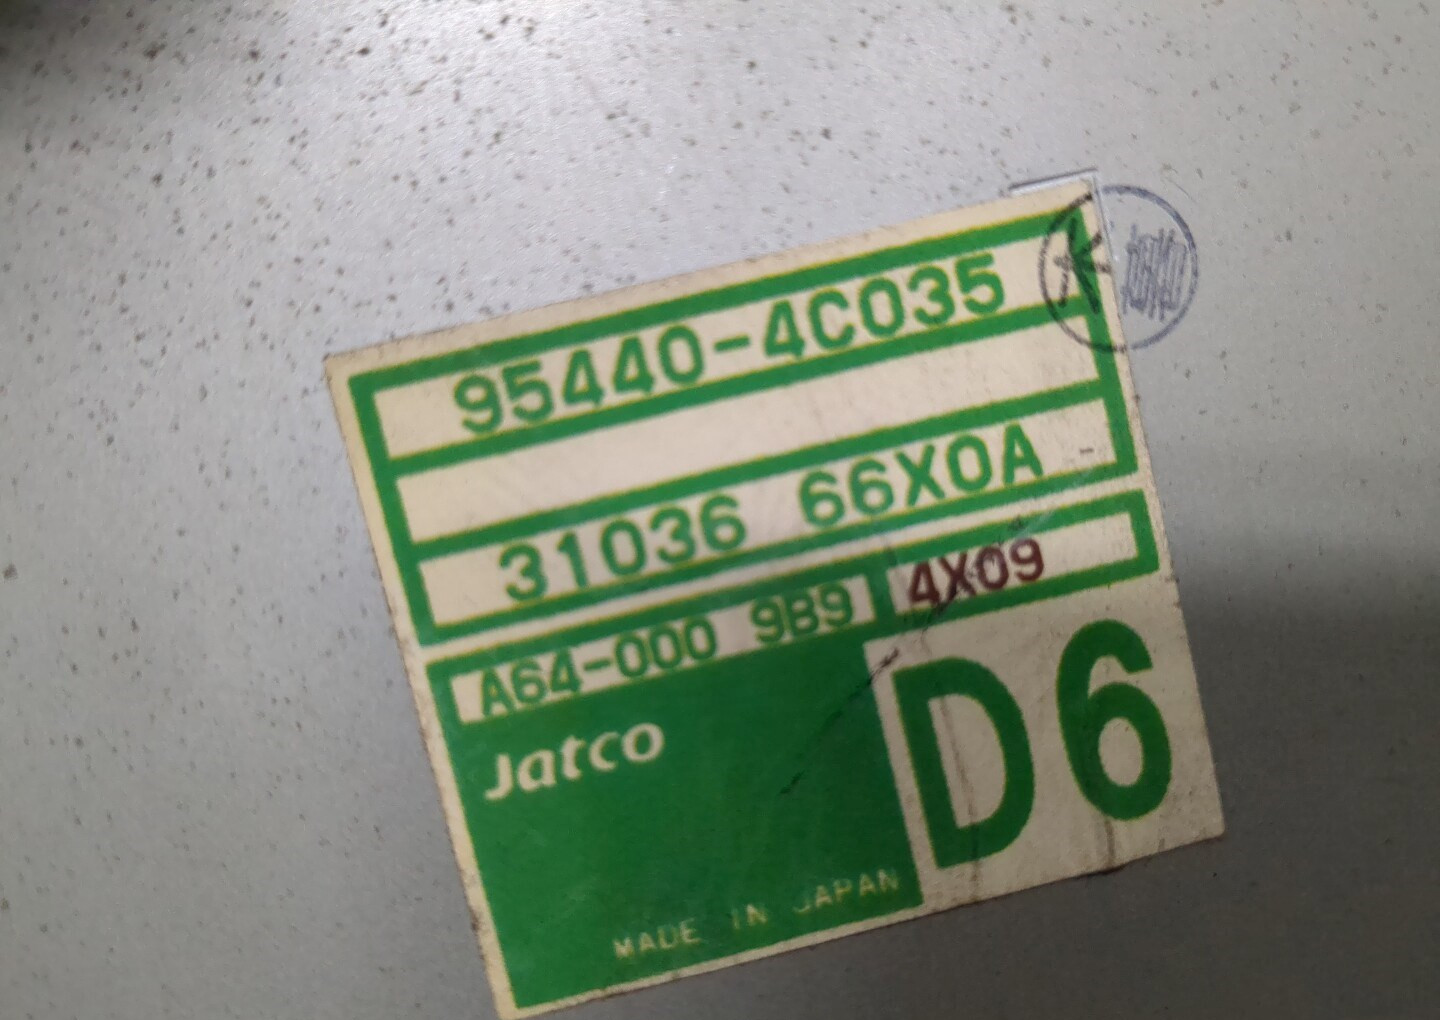 95440-4C035
31036 66X0A
A64-000 9B9
4X09
Jatco
D6
MADE IN JAPAN